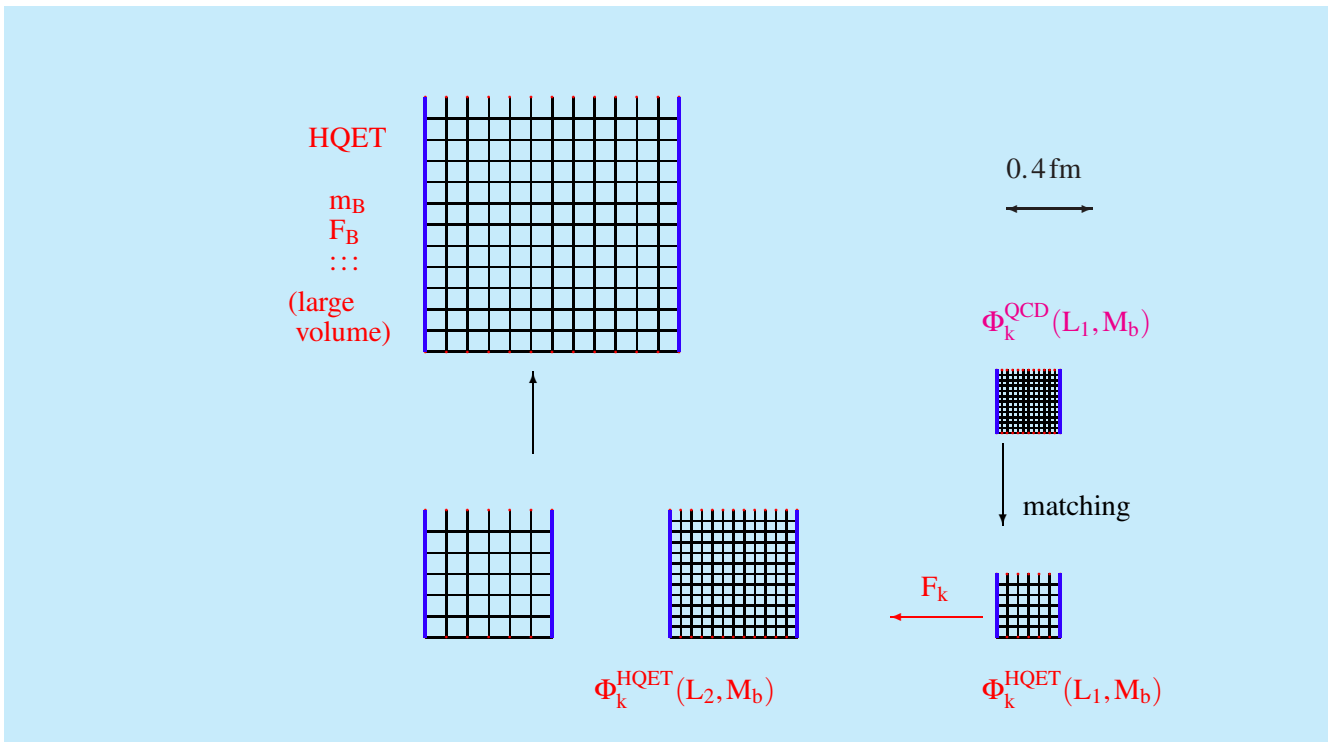 HQET
m_B
F_B
:::
(large
volume)
0.4 fm
Φ_k^QCD(L_1, M_b)
matching
F_k
Φ_k^HQET(L_2, M_b)
Φ_k^HQET(L_1, M_b)